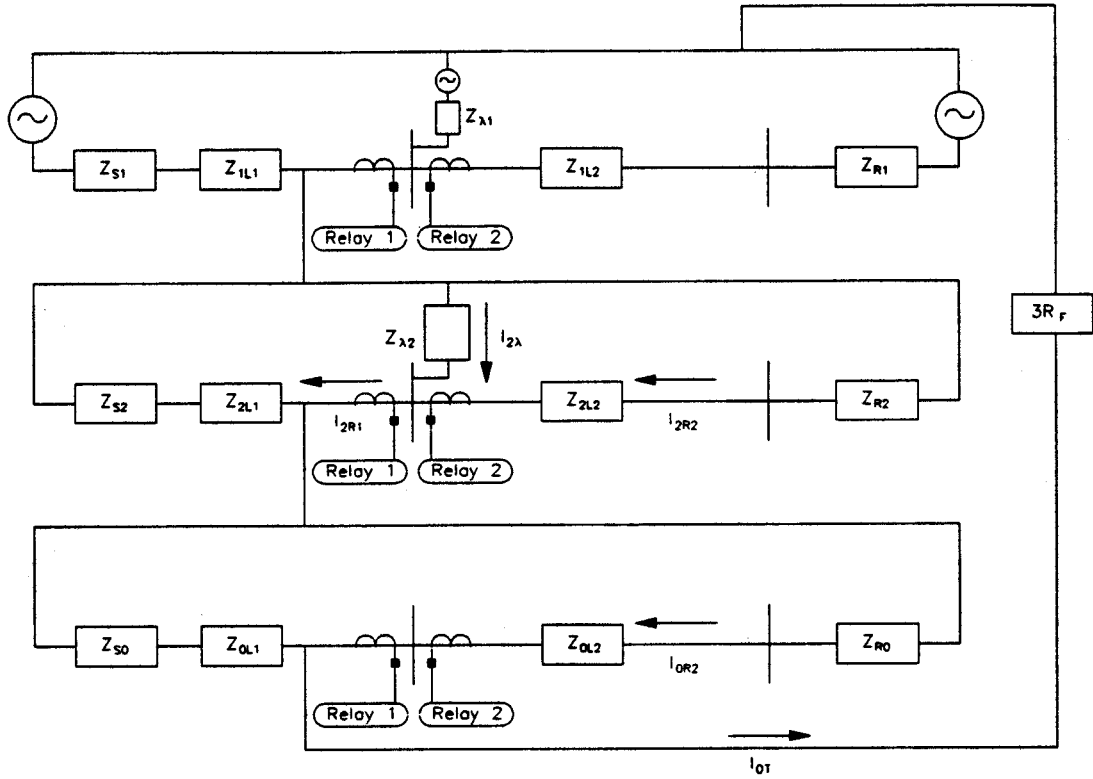 Z_λ1
Z_S1 Z_1L1 Z_1L2 Z_R1
Relay 1 Relay 2
Z_λ2 I_2λ 3R_F
Z_S2 Z_2L1 Z_2L2 Z_R2
I_2R1 I_2R2
Relay 1 Relay 2
Z_S0 Z_0L1 Z_0L2 Z_R0
I_0R2
Relay 1 Relay 2
I_0T